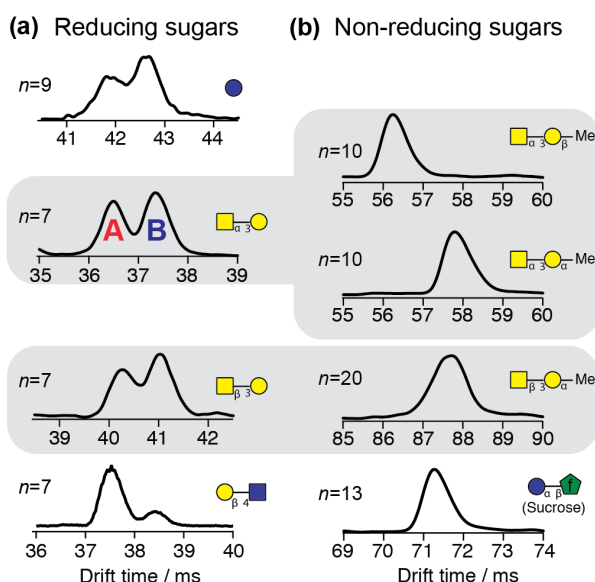 (a) Reducing sugars
n=9
41 42 43 44
n=7
A B
α 3
35 36 37 38 39
n=7
β 3
39 40 41 42
n=7
β 4
36 37 38 39 40
Drift time / ms
(b) Non-reducing sugars
n=10
α 3 β Me
55 56 57 58 59 60
n=10
α 3 α Me
55 56 57 58 59 60
n=20
β 3 α Me
85 86 87 88 89 90
n=13
f
α β
(Sucrose)
69 70 71 72 73 74
Drift time / ms